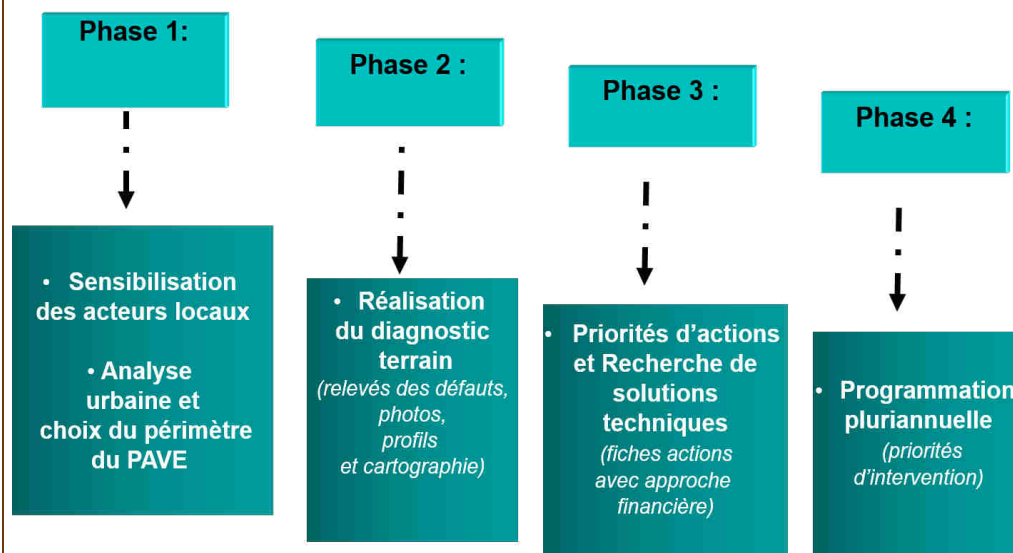 Phase 1:
• Sensibilisation
des acteurs locaux
• Analyse
urbaine et
choix du périmètre
du PAVE
Phase 2 :
• Réalisation
du diagnostic
terrain
(relevés des défauts,
photos,
profils
et cartographie)
Phase 3 :
• Priorités d’actions
et Recherche de
solutions
techniques
(fiches actions
avec approche
financière)
Phase 4 :
• Programmation
pluriannuelle
(priorités
d’intervention)